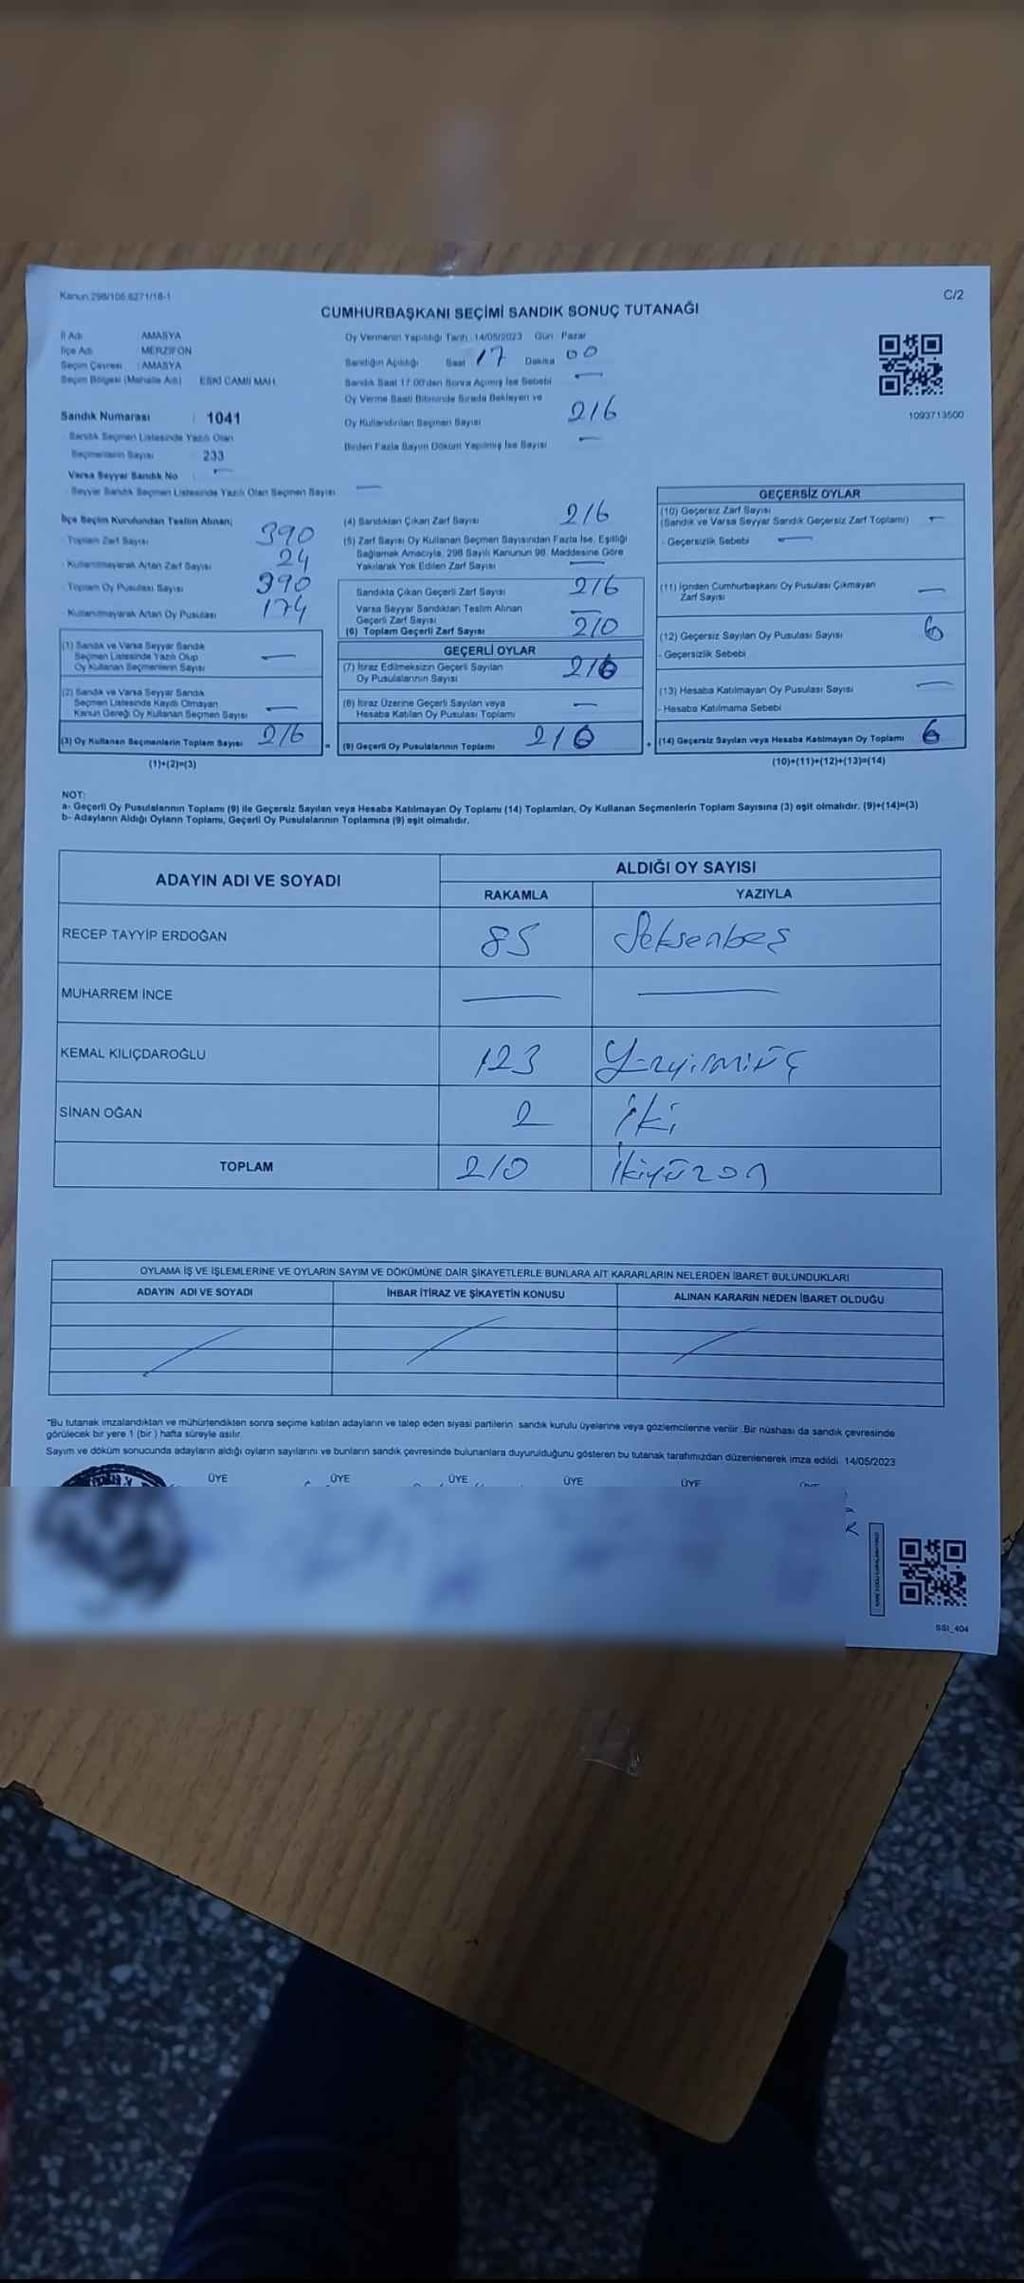 Kanun:298/105.6271/18-1
C/2
CUMHURBAŞKANI SEÇİMİ SANDIK SONUÇ TUTANAĞI
İl Adı AMASYA
İlçe Adı MERZİFON
Seçim Çevresi : AMASYA
Seçim Bölgesi (Mahalle Adı) ESKİ CAMİİ MAH.
Sandık Numarası : 1041
Sandık Seçmen Listesinde Yazılı Olan
Seçmenlerin Sayısı 233
Varsa Seyyar Sandık No : —
- Seyyar Sandık Seçmen Listesinde Yazılı Olan Seçmen Sayısı —
Oy Vermenin Yapıldığı Tarih : 14/05/2023 Gün : Pazar
Sandığın Açıldığı Saat 17 Dakika 00
Sandık Saat 17.00'den Sonra Açılmış İse Sebebi —
Oy Verme Saati Bitiminde Sırada Bekleyen ve
Oy Kullandırılan Seçmen Sayısı 216
Birden Fazla Sayım Döküm Yapılmış İse Sayısı —
1093713500
İlçe Seçim Kurulundan Teslim Alınan;
- Toplam Zarf Sayısı 390
- Kullanılmayarak Artan Zarf Sayısı 24
- Toplam Oy Pusulası Sayısı 390
- Kullanılmayarak Artan Oy Pusulası 174
(1) Sandık ve Varsa Seyyar Sandık
Seçmen Listesinde Yazılı Olup
Oy Kullanan Seçmenlerin Sayısı —
(2) Sandık ve Varsa Seyyar Sandık
Seçmen Listesinde Kaydı Olmayan
Kanun Gereği Oy Kullanan Seçmen Sayısı —
(3) Oy Kullanan Seçmenlerin Toplam Sayısı 216 =
(1)+(2)=(3)
(4) Sandıktan Çıkan Zarf Sayısı 216
(5) Zarf Sayısı Oy Kullanan Seçmen Sayısından Fazla İse, Eşitliği
Sağlamak Amacıyla, 298 Sayılı Kanunun 98. Maddesine Göre
Yakılarak Yok Edilen Zarf Sayısı —
Sandıkta Çıkan Geçerli Zarf Sayısı 216
Varsa Seyyar Sandıktan Teslim Alınan
Geçerli Zarf Sayısı —
(6) Toplam Geçerli Zarf Sayısı 210
GEÇERLİ OYLAR
(7) İtiraz Edilmeksizin Geçerli Sayılan
Oy Pusulalarının Sayısı 210
(8) İtiraz Üzerine Geçerli Sayılan veya
Hesaba Katılan Oy Pusulası Toplamı —
(9) Geçerli Oy Pusulalarının Toplamı 210 +
GEÇERSİZ OYLAR
(10) Geçersiz Zarf Sayısı
(Sandık ve Varsa Seyyar Sandık Geçersiz Zarf Toplamı) —
- Geçersizlik Sebebi —
(11) İçinden Cumhurbaşkanı Oy Pusulası Çıkmayan
Zarf Sayısı —
(12) Geçersiz Sayılan Oy Pusulası Sayısı 6
- Geçersizlik Sebebi
(13) Hesaba Katılmayan Oy Pusulası Sayısı —
- Hesaba Katılmama Sebebi
(14) Geçersiz Sayılan veya Hesaba Katılmayan Oy Toplamı 6
(10)+(11)+(12)+(13)=(14)
NOT:
a- Geçerli Oy Pusulalarının Toplamı (9) ile Geçersiz Sayılan veya Hesaba Katılmayan Oy Toplamı (14) Toplamları, Oy Kullanan Seçmenlerin Toplam Sayısına (3) eşit olmalıdır. (9)+(14)=(3)
b- Adayların Aldığı Oyların Toplamı, Geçerli Oy Pusulalarının Toplamına (9) eşit olmalıdır.
ADAYIN ADI VE SOYADI ALDIĞI OY SAYISI
RAKAMLA YAZIYLA
RECEP TAYYİP ERDOĞAN 85 Seksenbeş
MUHARREM İNCE — —
KEMAL KILIÇDAROĞLU 123
SİNAN OĞAN 2 İki
TOPLAM 210 İkiyüzon
OYLAMA İŞ VE İŞLEMLERİNE VE OYLARIN SAYIM VE DÖKÜMÜNE DAİR ŞİKAYETLERLE BUNLARA AİT KARARLARIN NELERDEN İBARET BULUNDUKLARI
ADAYIN ADI VE SOYADI İHBAR İTİRAZ VE ŞİKAYETİN KONUSU ALINAN KARARIN NEDEN İBARET OLDUĞU
*Bu tutanak imzalandıktan ve mühürlendikten sonra seçime katılan adayların ve talep eden siyasi partilerin sandık kurulu üyelerine veya gözlemcilerine verilir. Bir nüshası da sandık çevresinde
görülecek bir yere 1 (bir) hafta süreyle asılır.
Sayım ve döküm sonucunda adayların aldığı oyların sayılarını ve bunların sandık çevresinde bulunanlara duyurulduğunu gösteren bu tutanak tarafımızdan düzenlenerek imza edildi. 14/05/2023
ÜYE ÜYE ÜYE ÜYE ÜYE
SSI_404